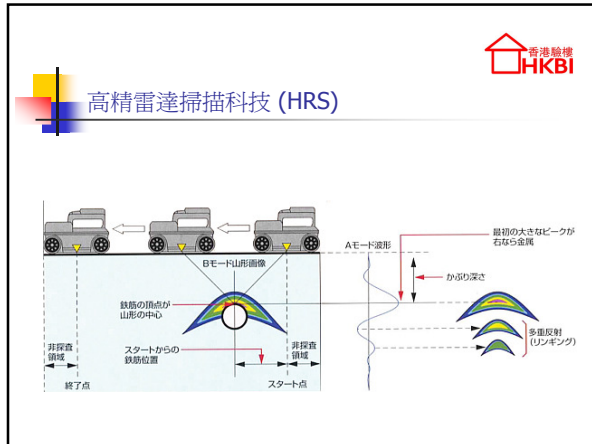 香港驗樓
HKBI
高精雷達掃描科技 (HRS)
Bモード山形画像
Aモード波形
最初の大きなピークが
右なら金属
かぶり深さ
鉄筋の頂点が
山形の中心
多重反射
(リンギング)
非探査
領域
スタートからの
鉄筋位置
非探査
領域
終了点
スタート点